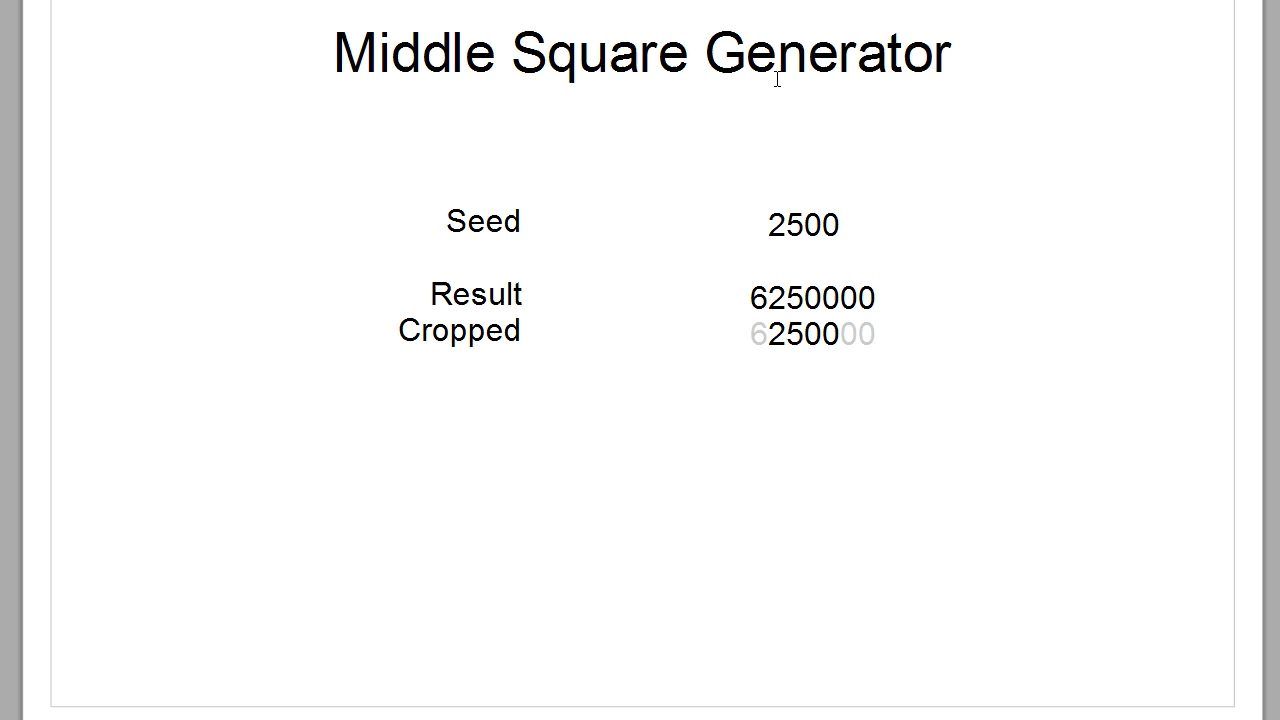 Middle Square Generator
Seed 2500
Result 6250000
Cropped 6250000